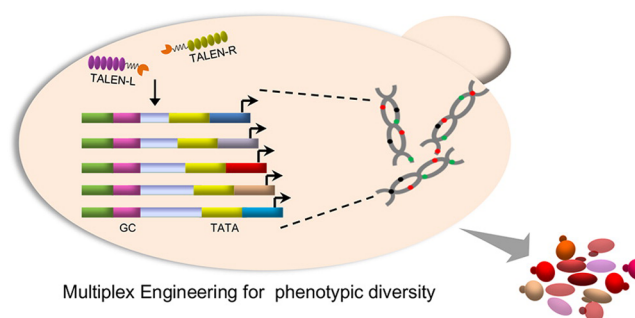 TALEN-R
TALEN-L
GC TATA
Multiplex Engineering for phenotypic diversity